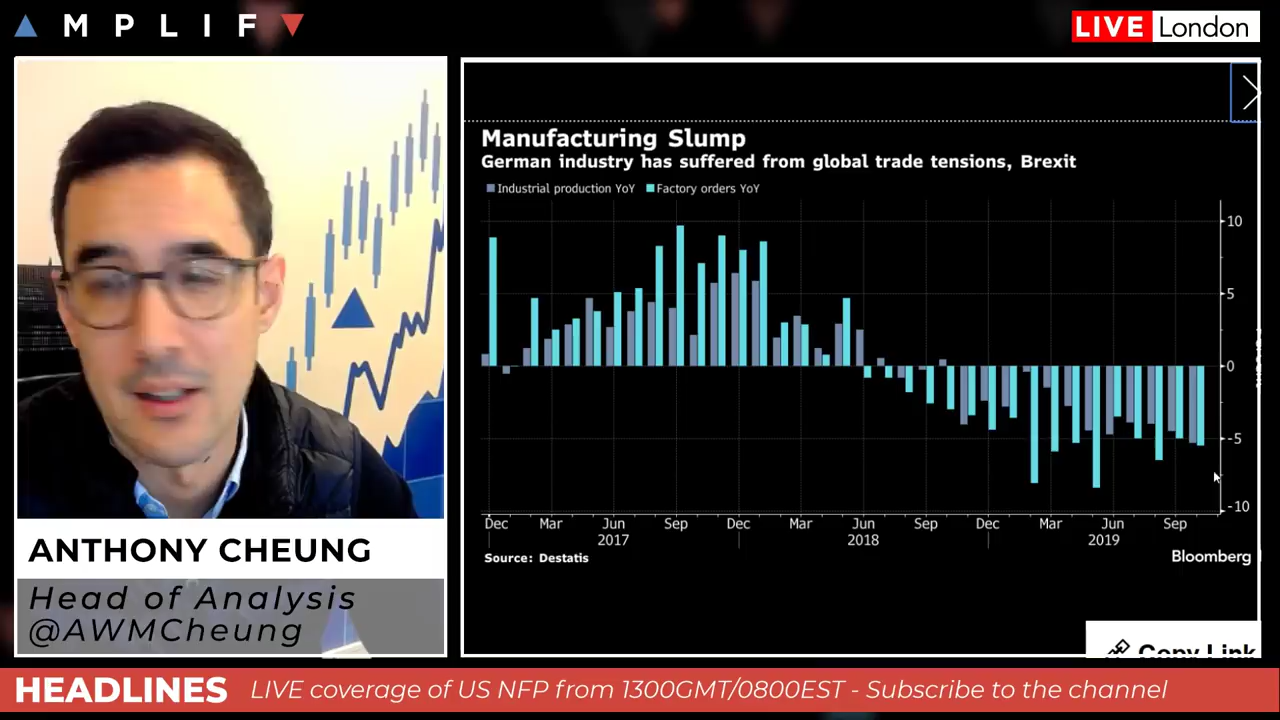 MPLIF
LIVE London
Manufacturing Slump
German industry has suffered from global trade tensions, Brexit
Industrial production YoY Factory orders YoY
10
5
0
-5
-10
Dec Mar Jun Sep Dec Mar Jun Sep Dec Mar Jun Sep
2017 2018 2019
Source: Destatis
Bloomberg
Copy Link
ANTHONY CHEUNG
Head of Analysis
@AWMCheung
HEADLINES LIVE coverage of US NFP from 1300GMT/0800EST - Subscribe to the channel